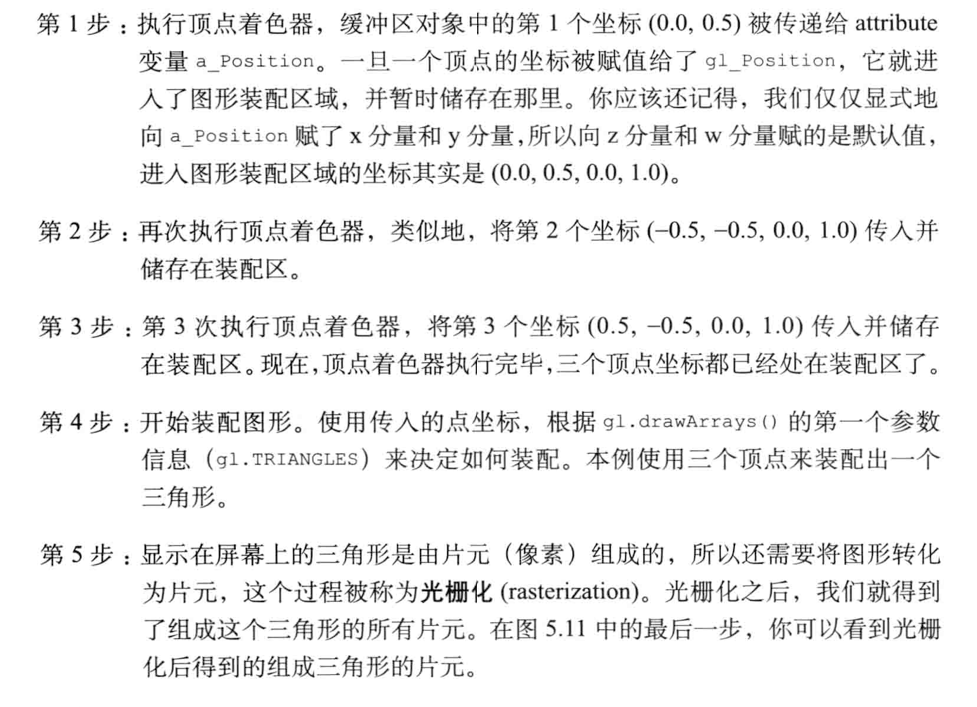 第 1 步：执行顶点着色器，缓冲区对象中的第 1 个坐标 (0.0, 0.5) 被传递给 attribute
变量 a_Position。一旦一个顶点的坐标被赋值给了 gl_Position，它就进
入了图形装配区域，并暂时储存在那里。你应该还记得，我们仅仅显式地
向 a_Position 赋了 x 分量和 y 分量，所以向 z 分量和 w 分量赋的是默认值，
进入图形装配区域的坐标其实是 (0.0, 0.5, 0.0, 1.0)。
第 2 步：再次执行顶点着色器，类似地，将第 2 个坐标 (−0.5, −0.5, 0.0, 1.0) 传入并
储存在装配区。
第 3 步：第 3 次执行顶点着色器，将第 3 个坐标 (0.5, −0.5, 0.0, 1.0) 传入并储存
在装配区。现在，顶点着色器执行完毕，三个顶点坐标都已经处在装配区了。
第 4 步：开始装配图形。使用传入的点坐标，根据 gl.drawArrays() 的第一个参数
信息（gl.TRIANGLES）来决定如何装配。本例使用三个顶点来装配出一个
三角形。
第 5 步：显示在屏幕上的三角形是由片元（像素）组成的，所以还需要将图形转化
为片元，这个过程被称为光栅化 (rasterization)。光栅化之后，我们就得到
了组成这个三角形的所有片元。在图 5.11 中的最后一步，你可以看到光栅
化后得到的组成三角形的片元。